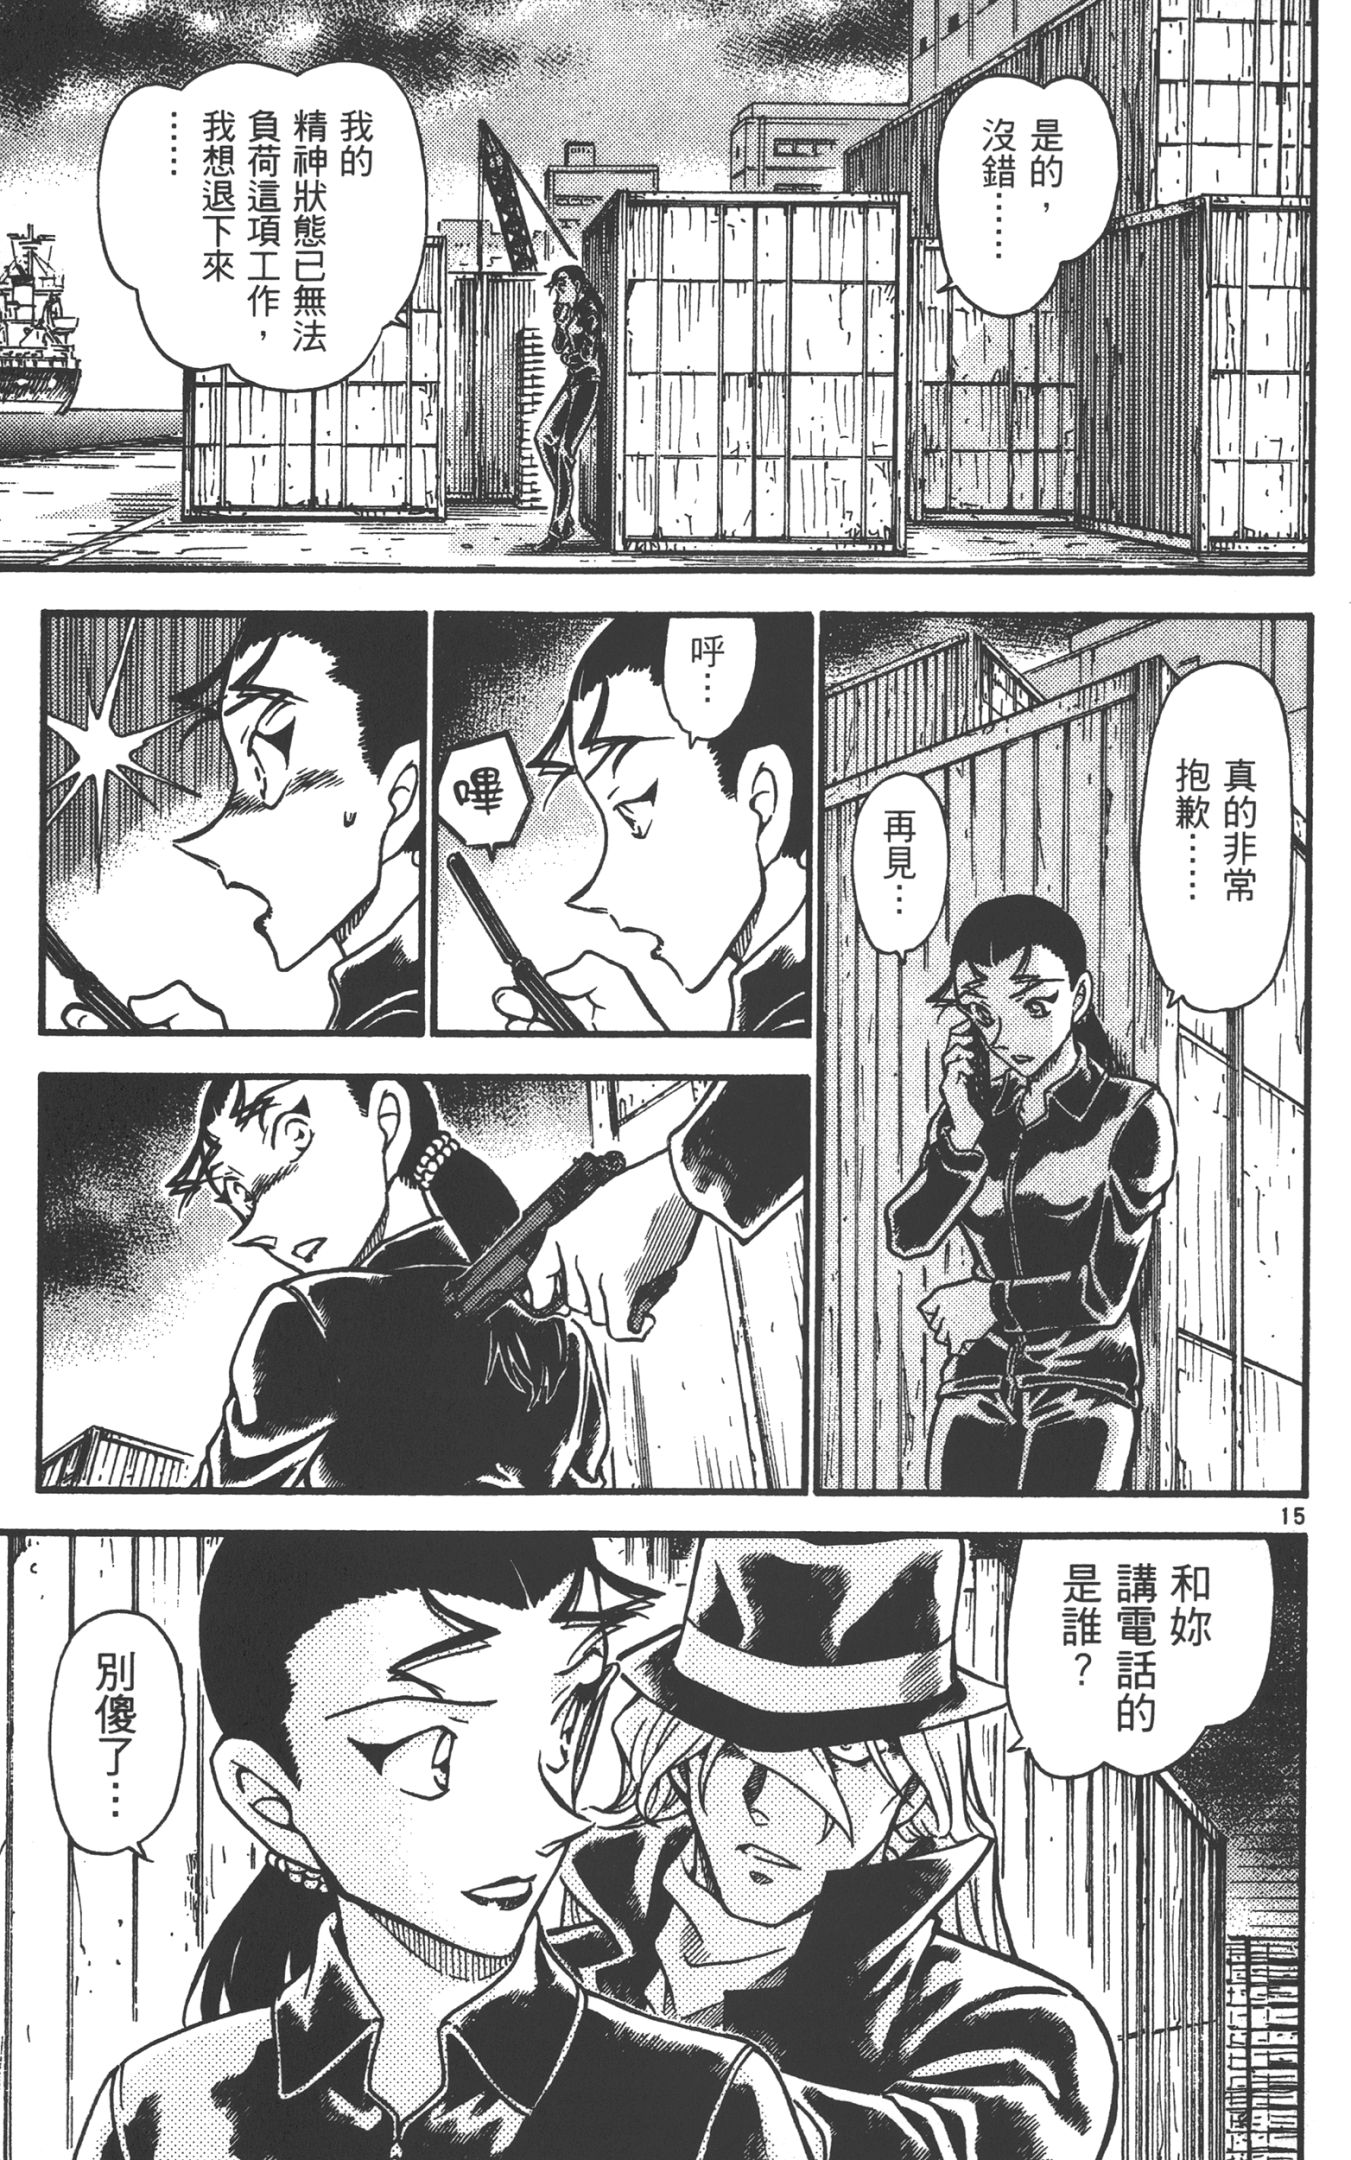 是的，
沒錯……
我的
精神狀態已無法
負荷這項工作，
我想退下來
……
真的非常
抱歉……
再見…
呼…
嗶
15
和妳
講電話的
是誰？
別傻了…